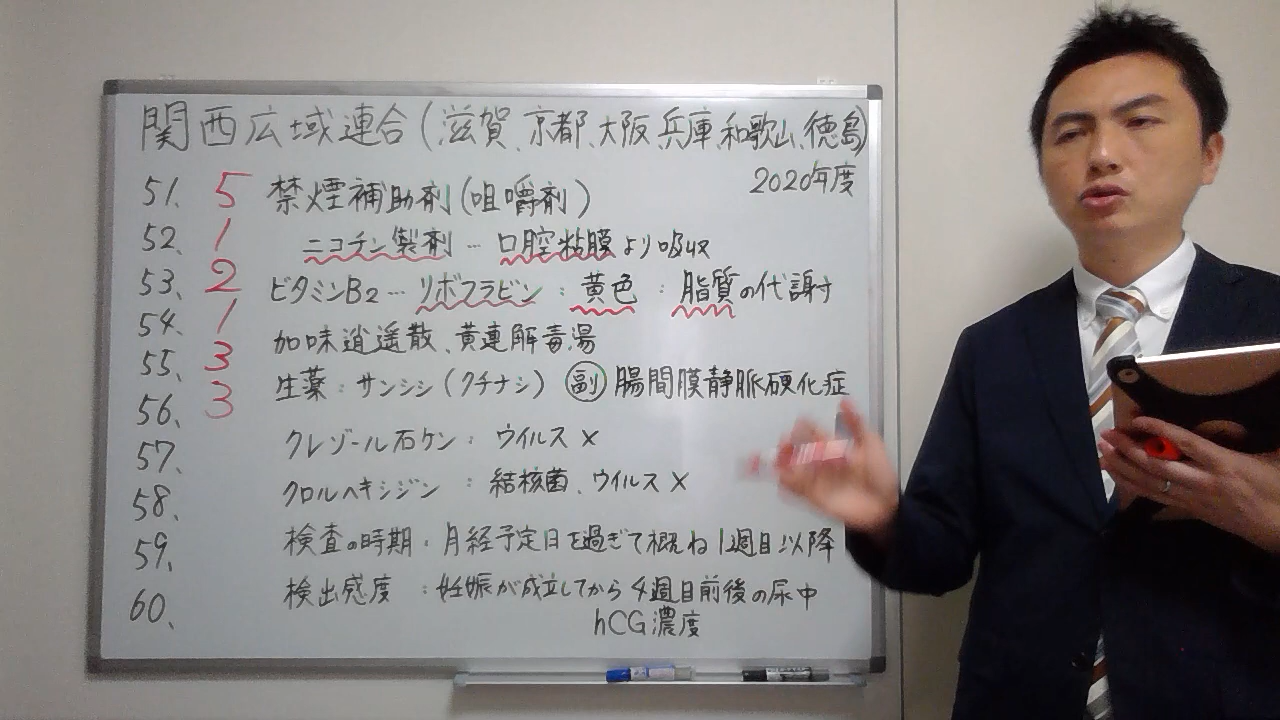 関西広域連合(滋賀、京都、大阪、兵庫、和歌山、徳島)
2020年度
51、 5 禁煙補助剤(咀嚼剤)
52、 1 ニコチン製剤…口腔粘膜より吸収
53、 2 ビタミンB2…リボフラビン:黄色:脂質の代謝
54、 1 加味逍遥散、黄連解毒湯
55、 3 生薬:サンシシ(クチナシ) 副 腸間膜静脈硬化症
56、 3
57、 クレゾール石ケン:ウイルス×
58、 クロルヘキシジン:結核菌、ウイルス×
59、 検査の時期:月経予定日を過ぎて概ね1週目以降
60、 検出感度:妊娠が成立してから4週目前後の尿中
hCG濃度